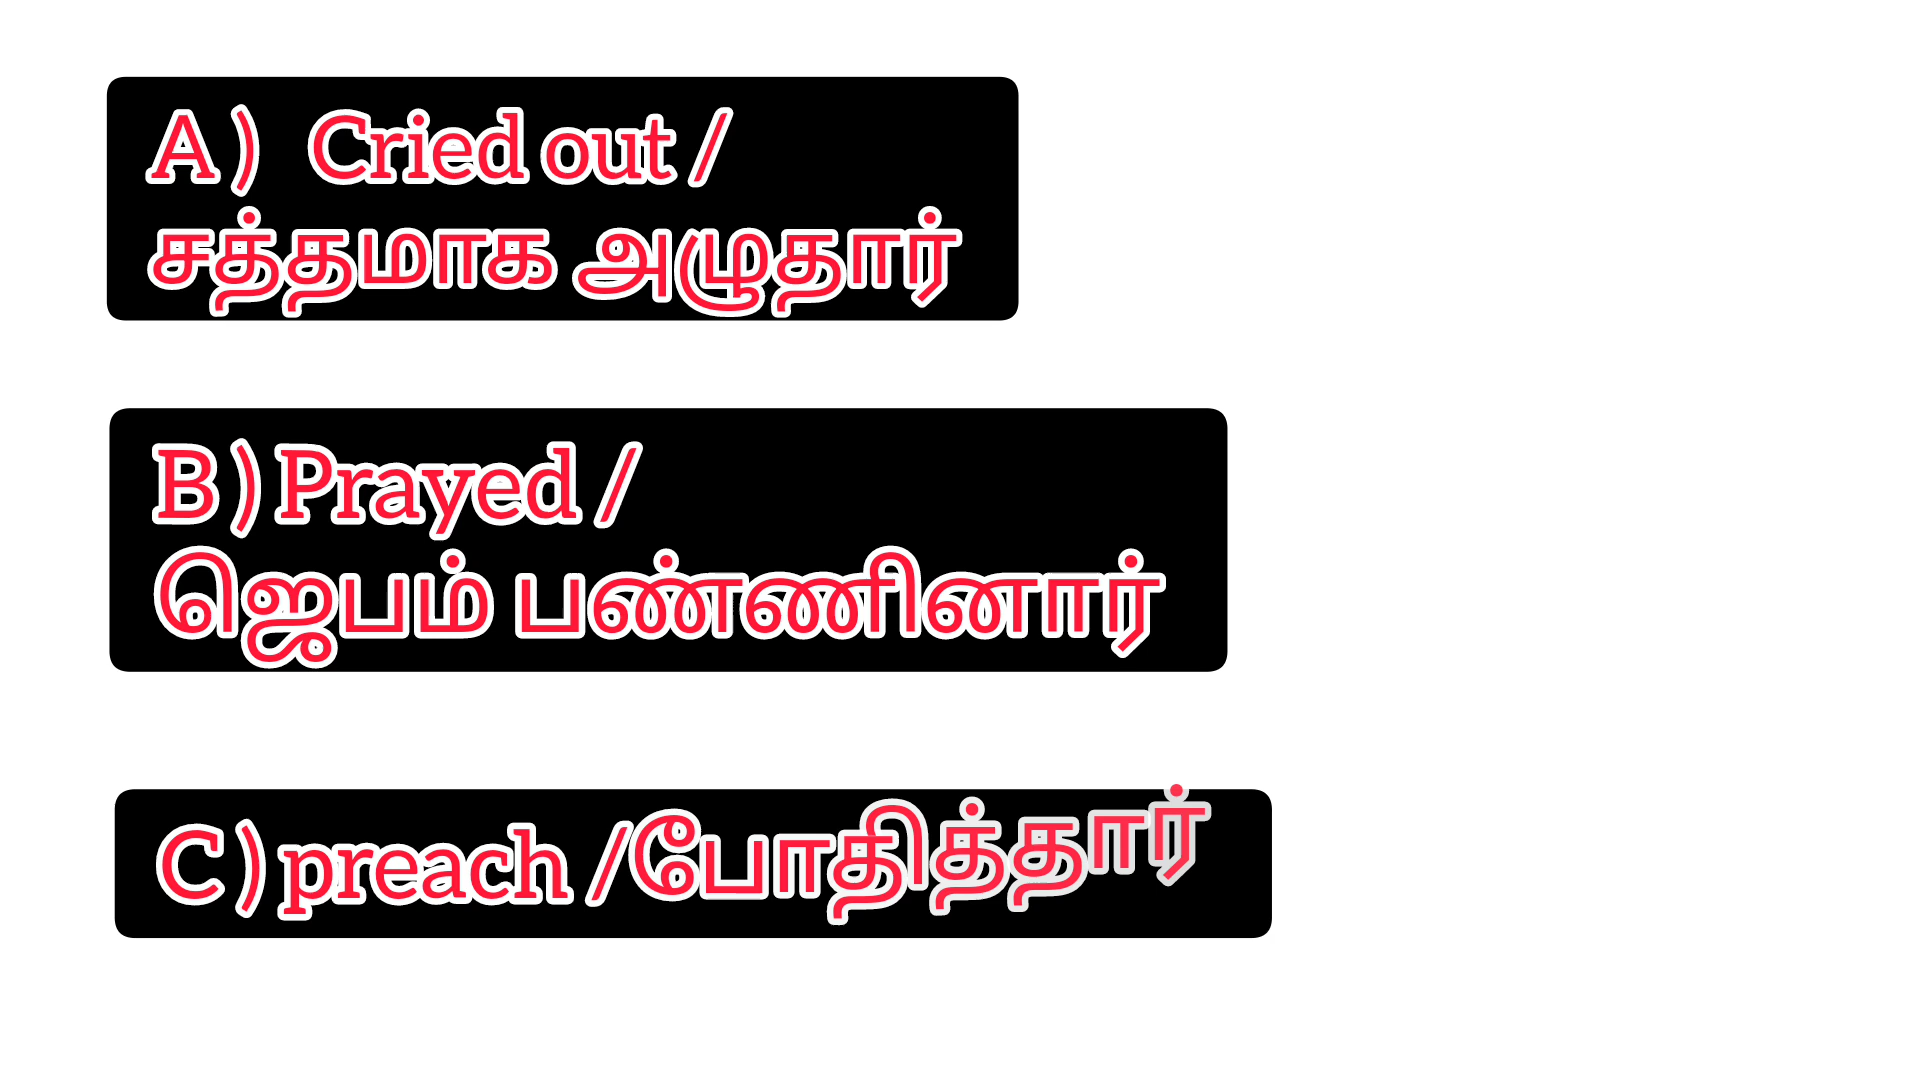 A) Cried out /
சத்தமாக அழுதார்
B) Prayed /
ஜெபம் பண்ணினார்
C) preach /போதித்தார்